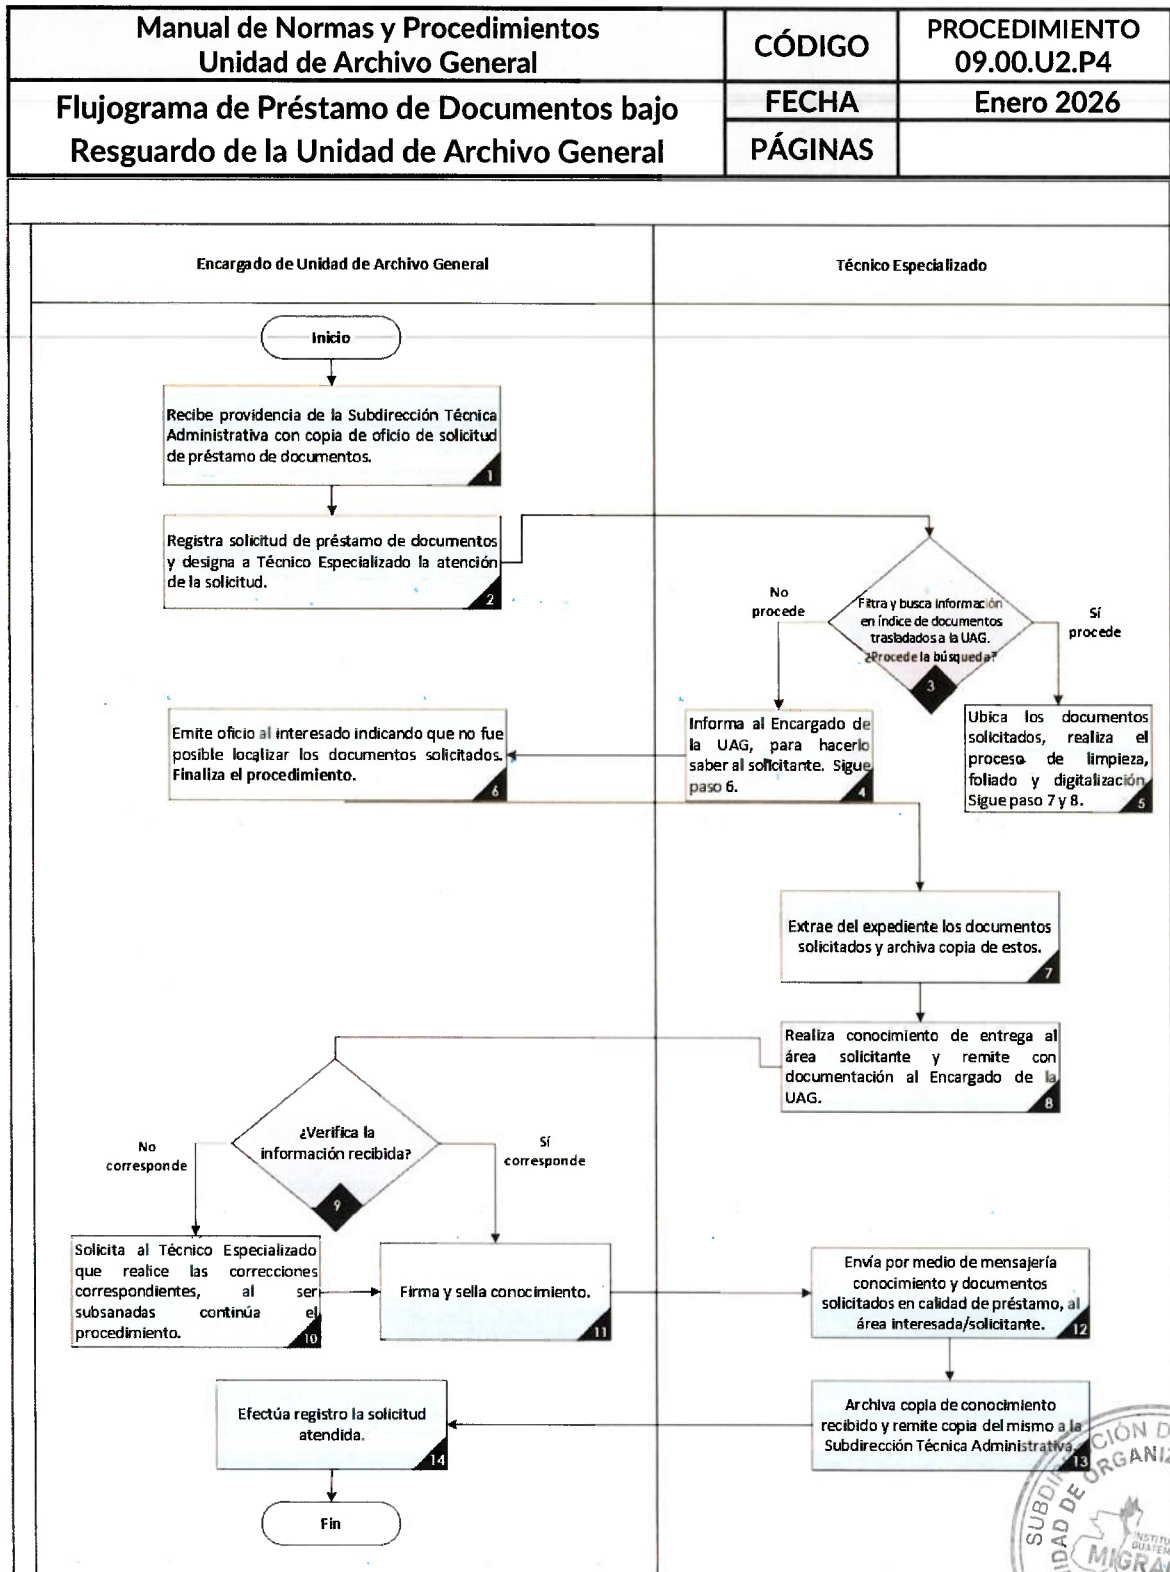 Manual de Normas y Procedimientos
Unidad de Archivo General
CÓDIGO
PROCEDIMIENTO
09.00.U2.P4
Flujograma de Préstamo de Documentos bajo
Resguardo de la Unidad de Archivo General
FECHA
Enero 2026
PÁGINAS
Encargado de Unidad de Archivo General
Técnico Especializado
Inicio
Recibe providencia de la Subdirección Técnica
Administrativa con copia de oficio de solicitud
de préstamo de documentos.
1
Registra solicitud de préstamo de documentos
y designa a Técnico Especializado la atención
de la solicitud.
2
No
procede
Filtra y busca información
en índice de documentos
trasladados a la UAG.
¿Procede la búsqueda?
3
Sí
procede
Emite oficio al interesado indicando que no fue
posible localizar los documentos solicitados.
Finaliza el procedimiento.
6
Informa al Encargado de
la UAG, para hacerlo
saber al solicitante. Sigue
paso 6.
4
Ubica los documentos
solicitados, realiza el
proceso de limpieza,
foliado y digitalización.
Sigue paso 7 y 8.
5
Extrae del expediente los documentos
solicitados y archiva copia de estos.
7
Realiza conocimiento de entrega al
área solicitante y remite con
documentación al Encargado de la
UAG.
8
No
corresponde
¿Verifica la
información recibida?
9
Sí
corresponde
Solicita al Técnico Especializado
que realice las correcciones
correspondientes, al ser
subsanadas continúa el
procedimiento.
10
Firma y sella conocimiento.
11
Envía por medio de mensajería
conocimiento y documentos
solicitados en calidad de préstamo, al
área interesada/solicitante.
12
Efectúa registro la solicitud
atendida.
14
Archiva copia de conocimiento
recibido y remite copia del mismo a la
Subdirección Técnica Administrativa.
13
Fin